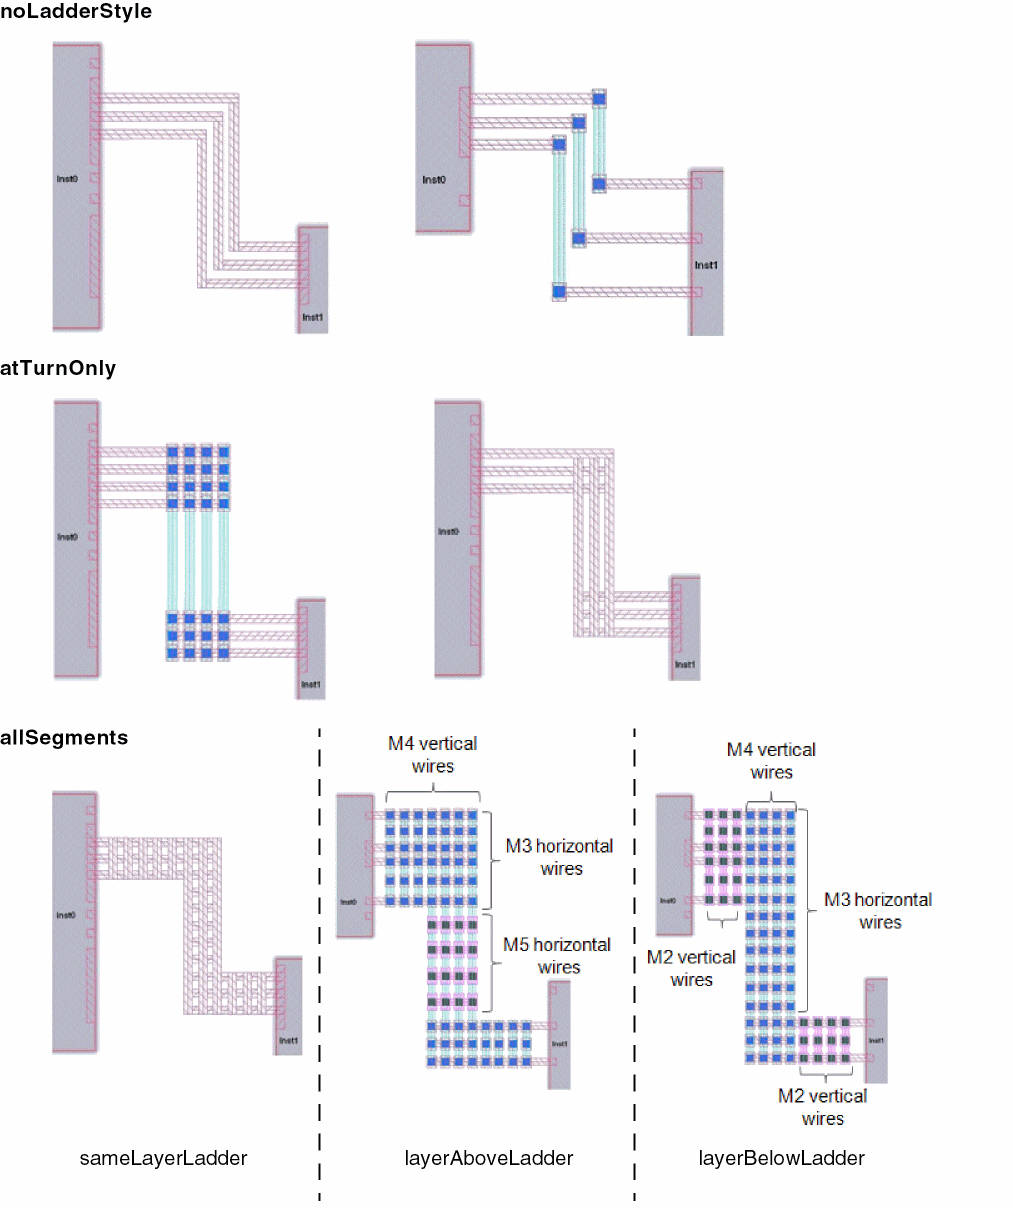 noLadderStyle
Inst0
Inst1
Inst0
Inst1
atTurnOnly
Inst0
Inst1
Inst0
Inst1
allSegments
Inst0
Inst1
M4 vertical
wires
Inst0
M3 horizontal
wires
M5 horizontal
wires
Inst1
M4 vertical
wires
Inst0
M3 horizontal
wires
M2 vertical
wires
Inst1
M2 vertical
wires
sameLayerLadder
layerAboveLadder
layerBelowLadder